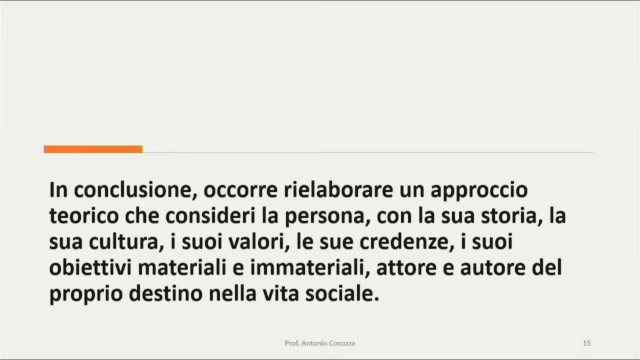 In conclusione, occorre rielaborare un approccio
teorico che consideri la persona, con la sua storia, la
sua cultura, i suoi valori, le sue credenze, i suoi
obiettivi materiali e immateriali, attore e autore del
proprio destino nella vita sociale.
Prof. Antonio Cocozza
15